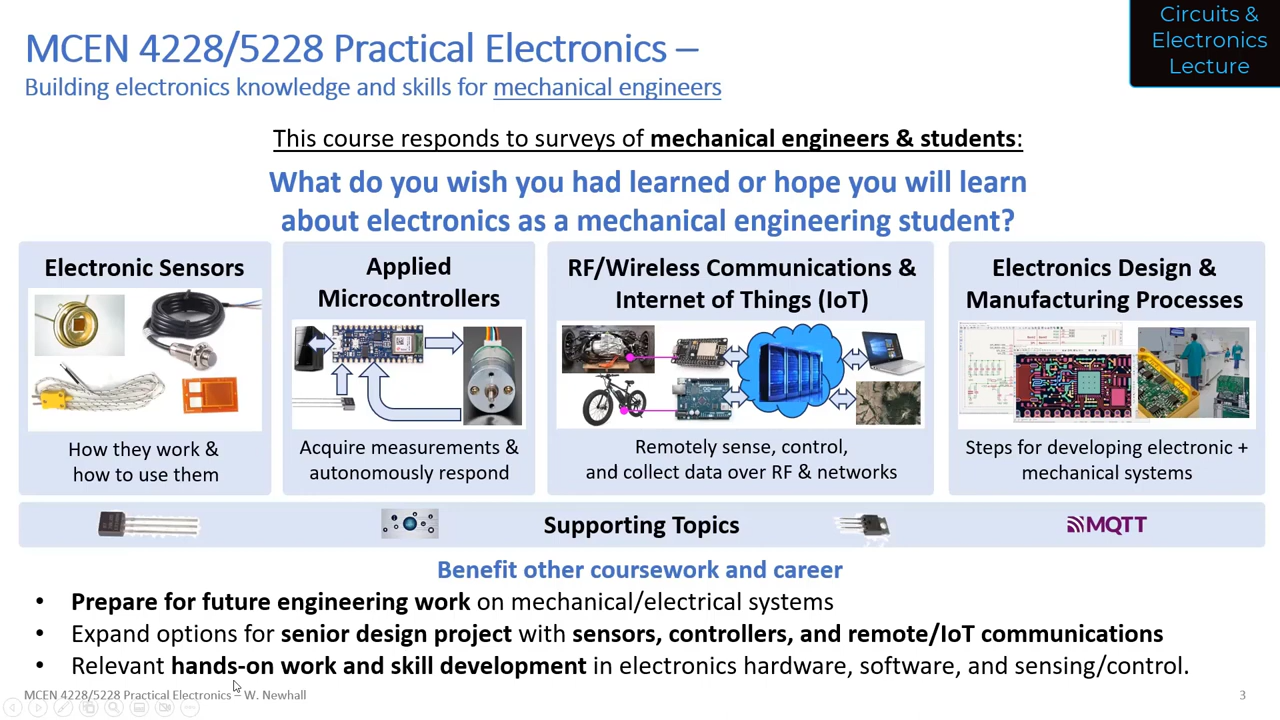 Circuits &
Electronics
Lecture
MCEN 4228/5228 Practical Electronics –
Building electronics knowledge and skills for mechanical engineers
This course responds to surveys of mechanical engineers & students:
What do you wish you had learned or hope you will learn
about electronics as a mechanical engineering student?
Electronic Sensors
How they work &
how to use them
Applied
Microcontrollers
Acquire measurements &
autonomously respond
RF/Wireless Communications &
Internet of Things (IoT)
Remotely sense, control,
and collect data over RF & networks
Electronics Design &
Manufacturing Processes
Steps for developing electronic +
mechanical systems
Supporting Topics
MQTT
Benefit other coursework and career
• Prepare for future engineering work on mechanical/electrical systems
• Expand options for senior design project with sensors, controllers, and remote/IoT communications
• Relevant hands-on work and skill development in electronics hardware, software, and sensing/control.
MCEN 4228/5228 Practical Electronics – W. Newhall
3